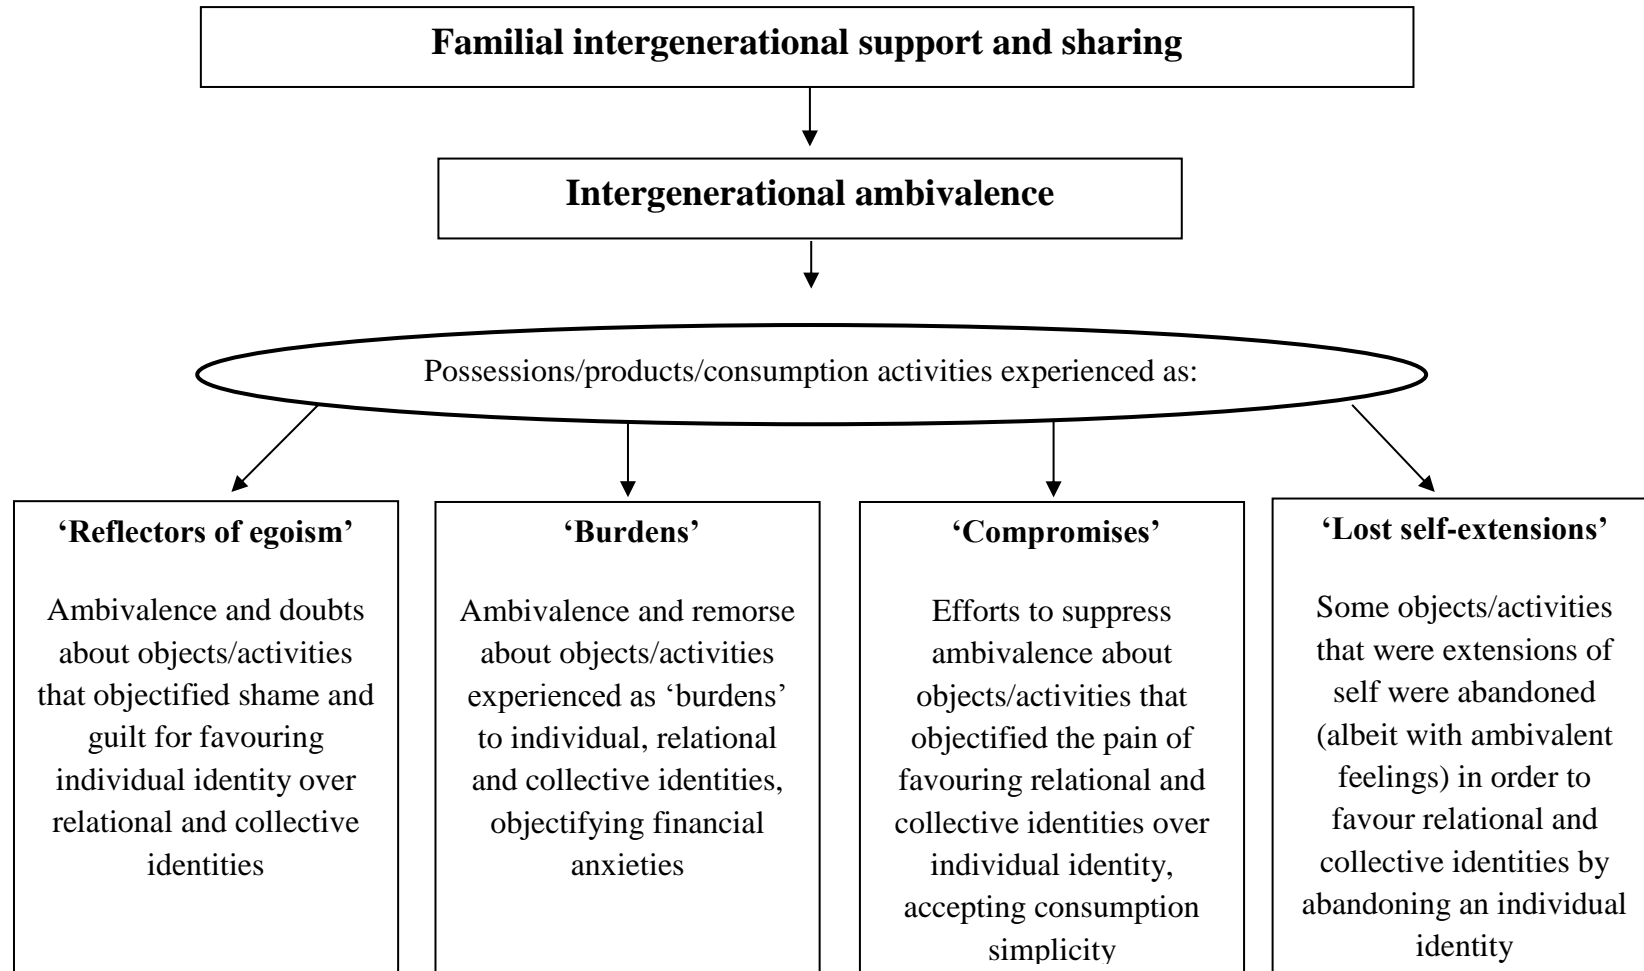 Familial intergenerational support and sharing
Intergenerational ambivalence
Possessions/products/consumption activities experienced as:
‘Reflectors of egoism’
Ambivalence and doubts
about objects/activities
that objectified shame and
guilt for favouring
individual identity over
relational and collective
identities
‘Burdens’
Ambivalence and remorse
about objects/activities
experienced as ‘burdens’
to individual, relational
and collective identities,
objectifying financial
anxieties
‘Compromises’
Efforts to suppress
ambivalence about
objects/activities that
objectified the pain of
favouring relational and
collective identities over
individual identity,
accepting consumption
simplicity
‘Lost self-extensions’
Some objects/activities
that were extensions of
self were abandoned
(albeit with ambivalent
feelings) in order to
favour relational and
collective identities by
abandoning an individual
identity